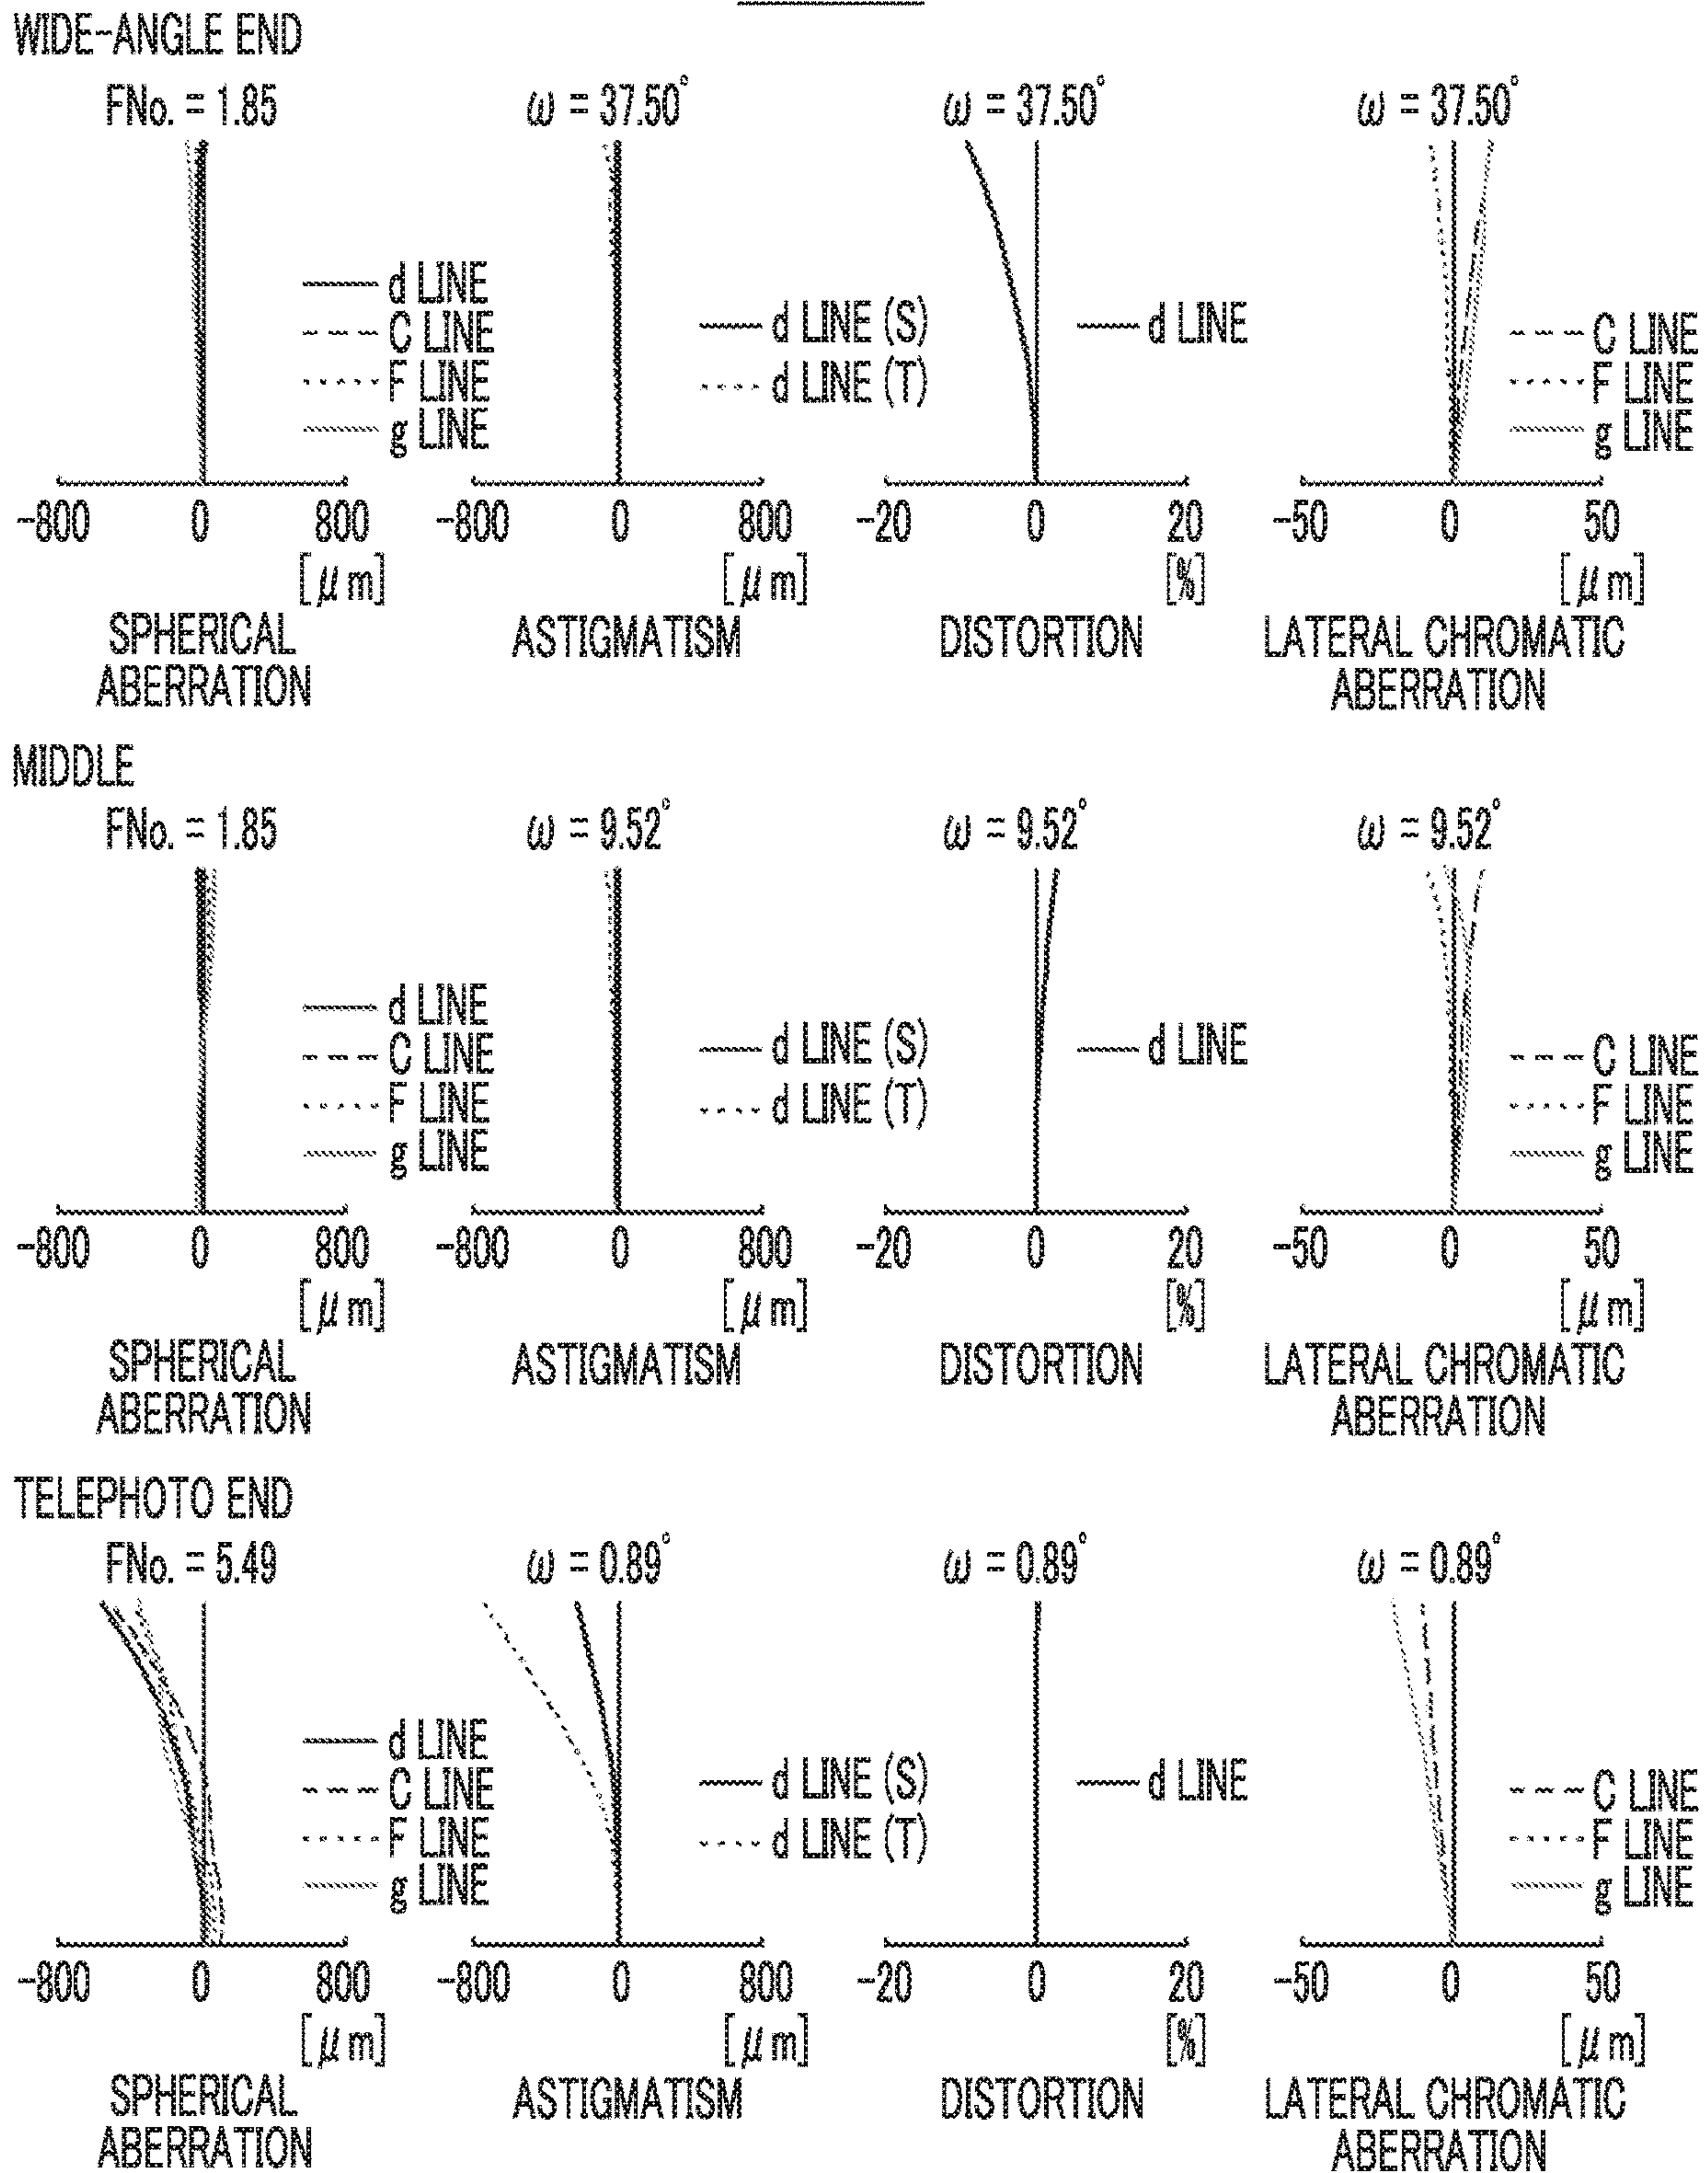 WIDE-ANGLE END
FNo. = 1.85
ω = 37.50°
ω = 37.50°
ω = 37.50°
d LINE
C LINE
F LINE
g LINE
d LINE (S)
d LINE (T)
d LINE
C LINE
F LINE
g LINE
-800 0 800
[μm]
-800 0 800
[μm]
-20 0 20
[%]
-50 0 50
[μm]
SPHERICAL
ABERRATION
ASTIGMATISM
DISTORTION
LATERAL CHROMATIC
ABERRATION
MIDDLE
FNo. = 1.85
ω = 9.52°
ω = 9.52°
ω = 9.52°
d LINE
C LINE
F LINE
g LINE
d LINE (S)
d LINE (T)
d LINE
C LINE
F LINE
g LINE
-800 0 800
[μm]
-800 0 800
[μm]
-20 0 20
[%]
-50 0 50
[μm]
SPHERICAL
ABERRATION
ASTIGMATISM
DISTORTION
LATERAL CHROMATIC
ABERRATION
TELEPHOTO END
FNo. = 5.49
ω = 0.89°
ω = 0.89°
ω = 0.89°
d LINE
C LINE
F LINE
g LINE
d LINE (S)
d LINE (T)
d LINE
C LINE
F LINE
g LINE
-800 0 800
[μm]
-800 0 800
[μm]
-20 0 20
[%]
-50 0 50
[μm]
SPHERICAL
ABERRATION
ASTIGMATISM
DISTORTION
LATERAL CHROMATIC
ABERRATION